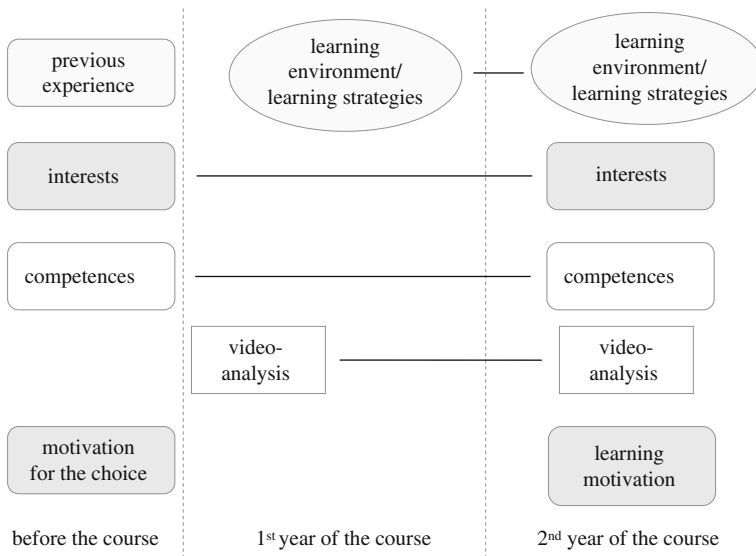 previous
experience
learning
environment/
learning strategies
learning
environment/
learning strategies
interests
interests
competences
competences
video-
analysis
video-
analysis
motivation
for the choice
learning
motivation
before the course
1st year of the course
2nd year of the course